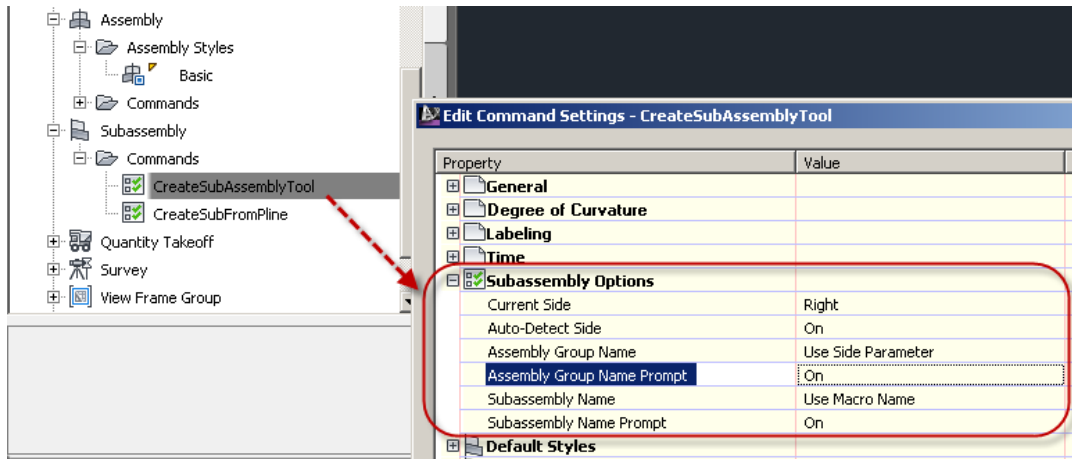 Assembly
Assembly Styles
Basic
Commands
Subassembly
Commands
CreateSubAssemblyTool
CreateSubFromPline
Quantity Takeoff
Survey
View Frame Group
Edit Command Settings - CreateSubAssemblyTool
Property Value
General
Degree of Curvature
Labeling
Time
Subassembly Options
Current Side Right
Auto-Detect Side On
Assembly Group Name Use Side Parameter
Assembly Group Name Prompt On
Subassembly Name Use Macro Name
Subassembly Name Prompt On
Default Styles